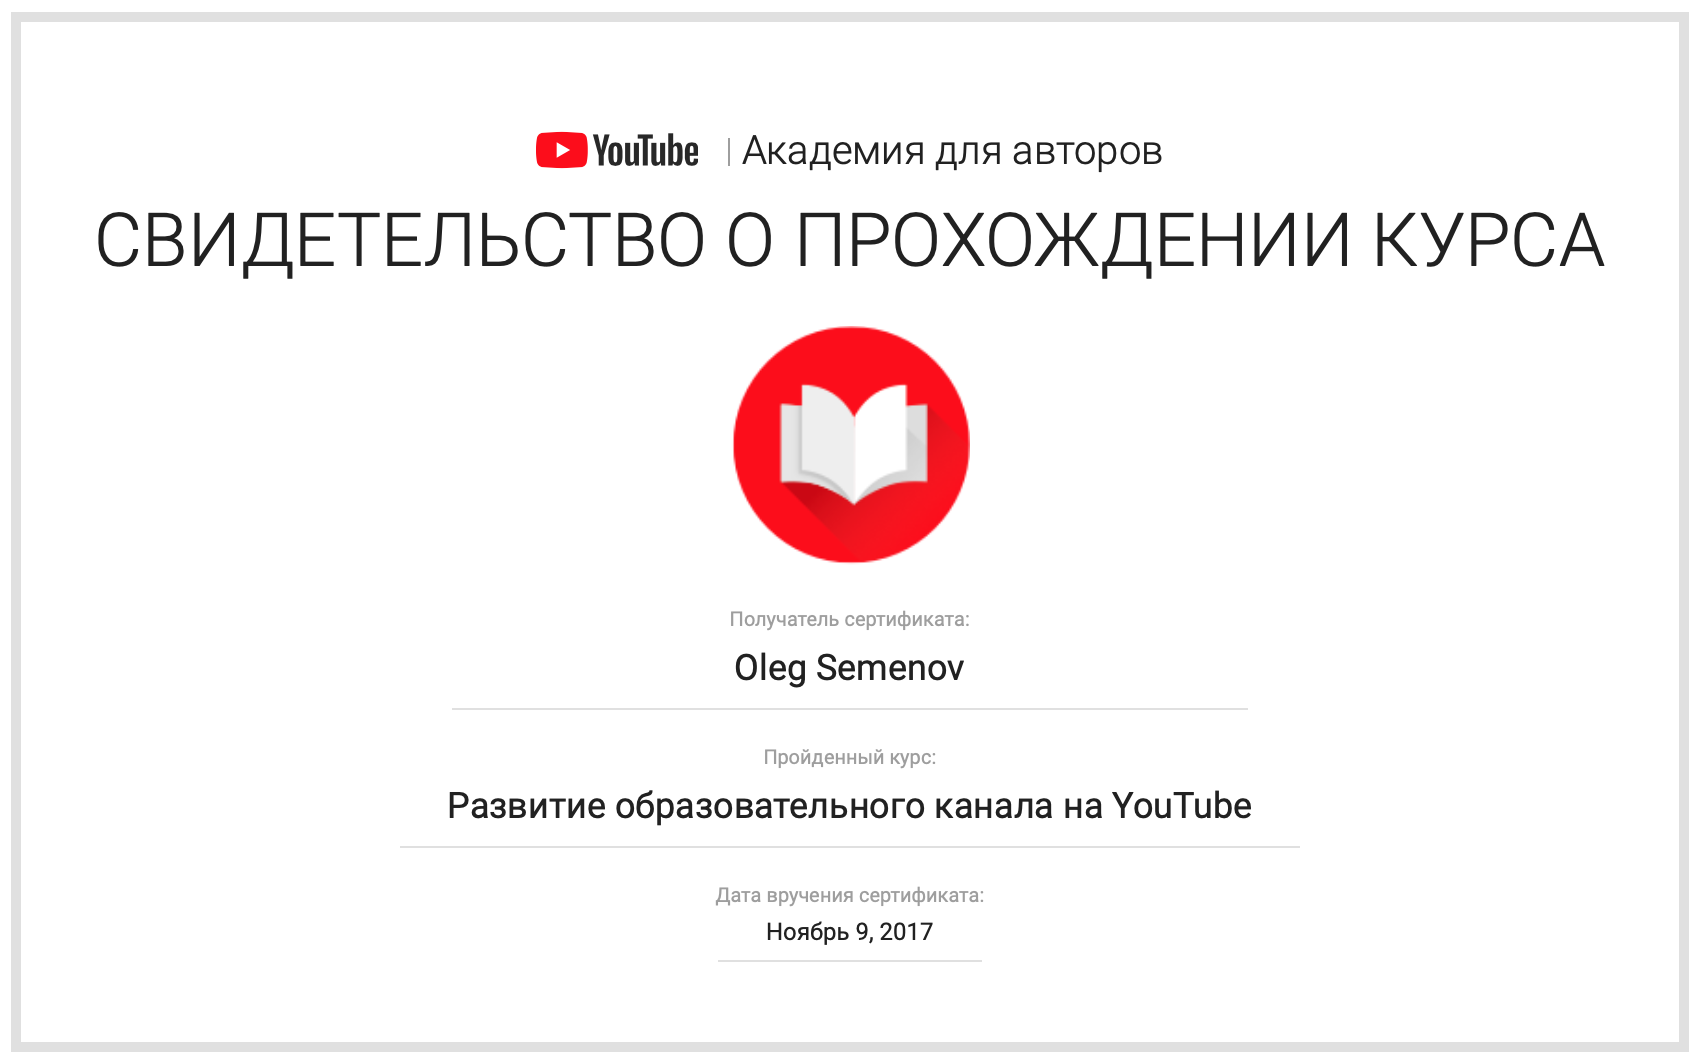 YouTube | Академия для авторов
СВИДЕТЕЛЬСТВО О ПРОХОЖДЕНИИ КУРСА
Получатель сертификата:
Oleg Semenov
Пройденный курс:
Развитие образовательного канала на YouTube
Дата вручения сертификата:
Ноябрь 9, 2017